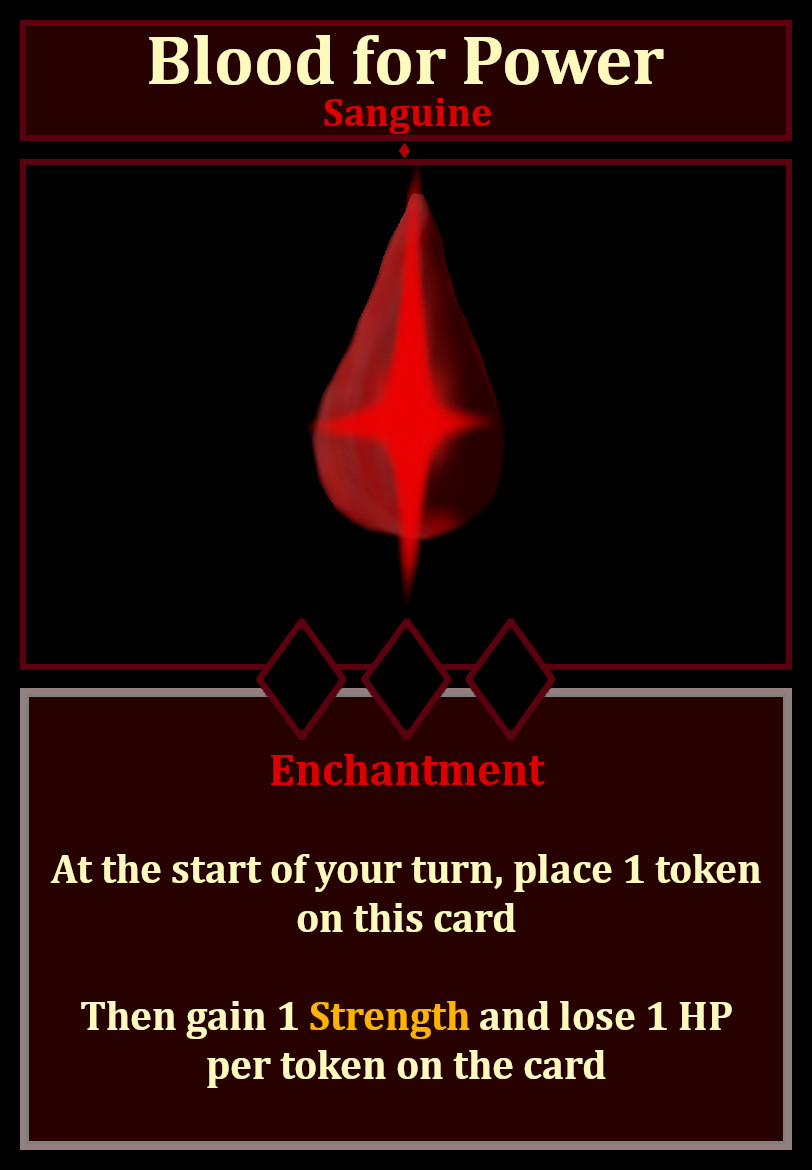 Blood for Power
Sanguine
Enchantment
At the start of your turn, place 1 token
on this card
Then gain 1 Strength and lose 1 HP
per token on the card